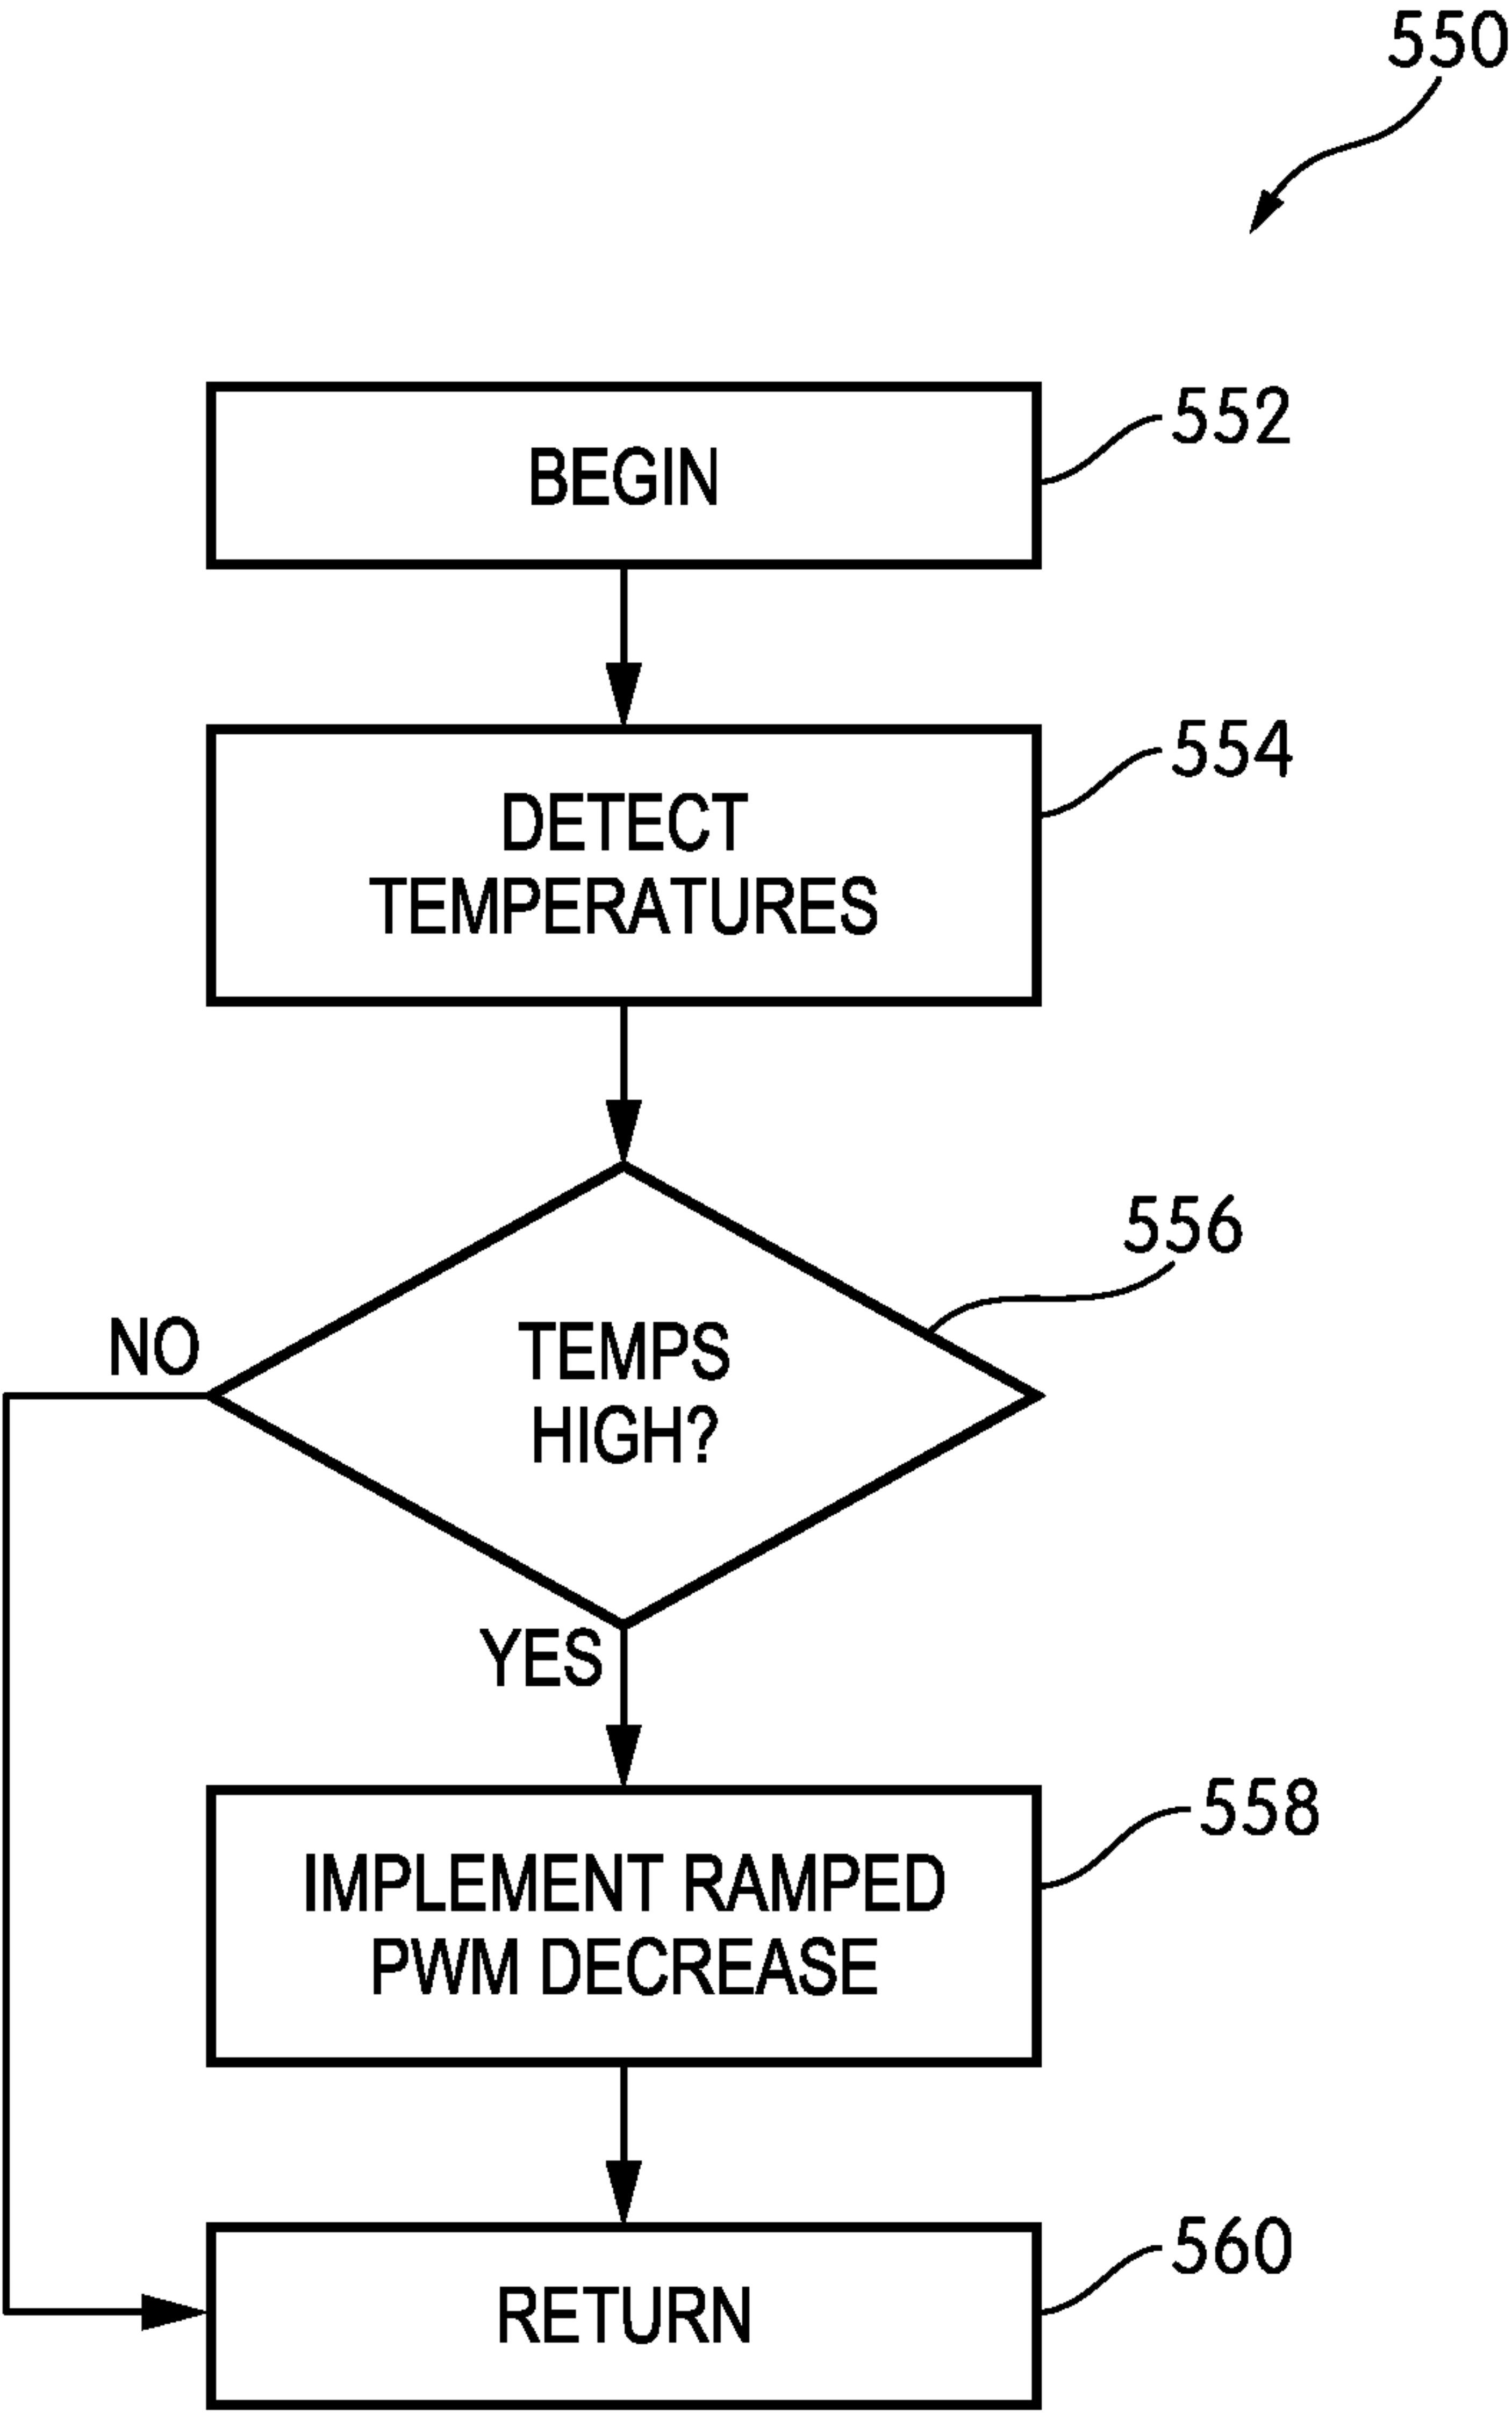 550
BEGIN
552
DETECT
TEMPERATURES
554
556
NO
TEMPS
HIGH?
YES
IMPLEMENT RAMPED
PWM DECREASE
558
RETURN
560